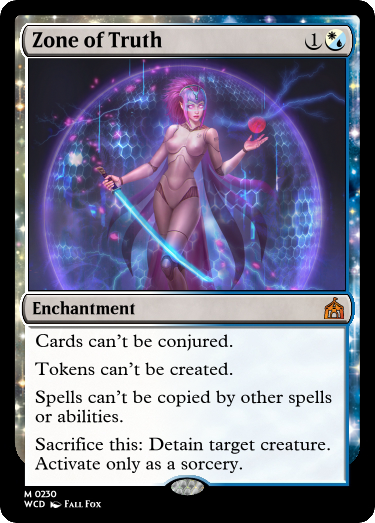 Zone of Truth 1
Enchantment
Cards can't be conjured.
Tokens can't be created.
Spells can't be copied by other spells
or abilities.
Sacrifice this: Detain target creature.
Activate only as a sorcery.
M 0230
WCD FALL FOX